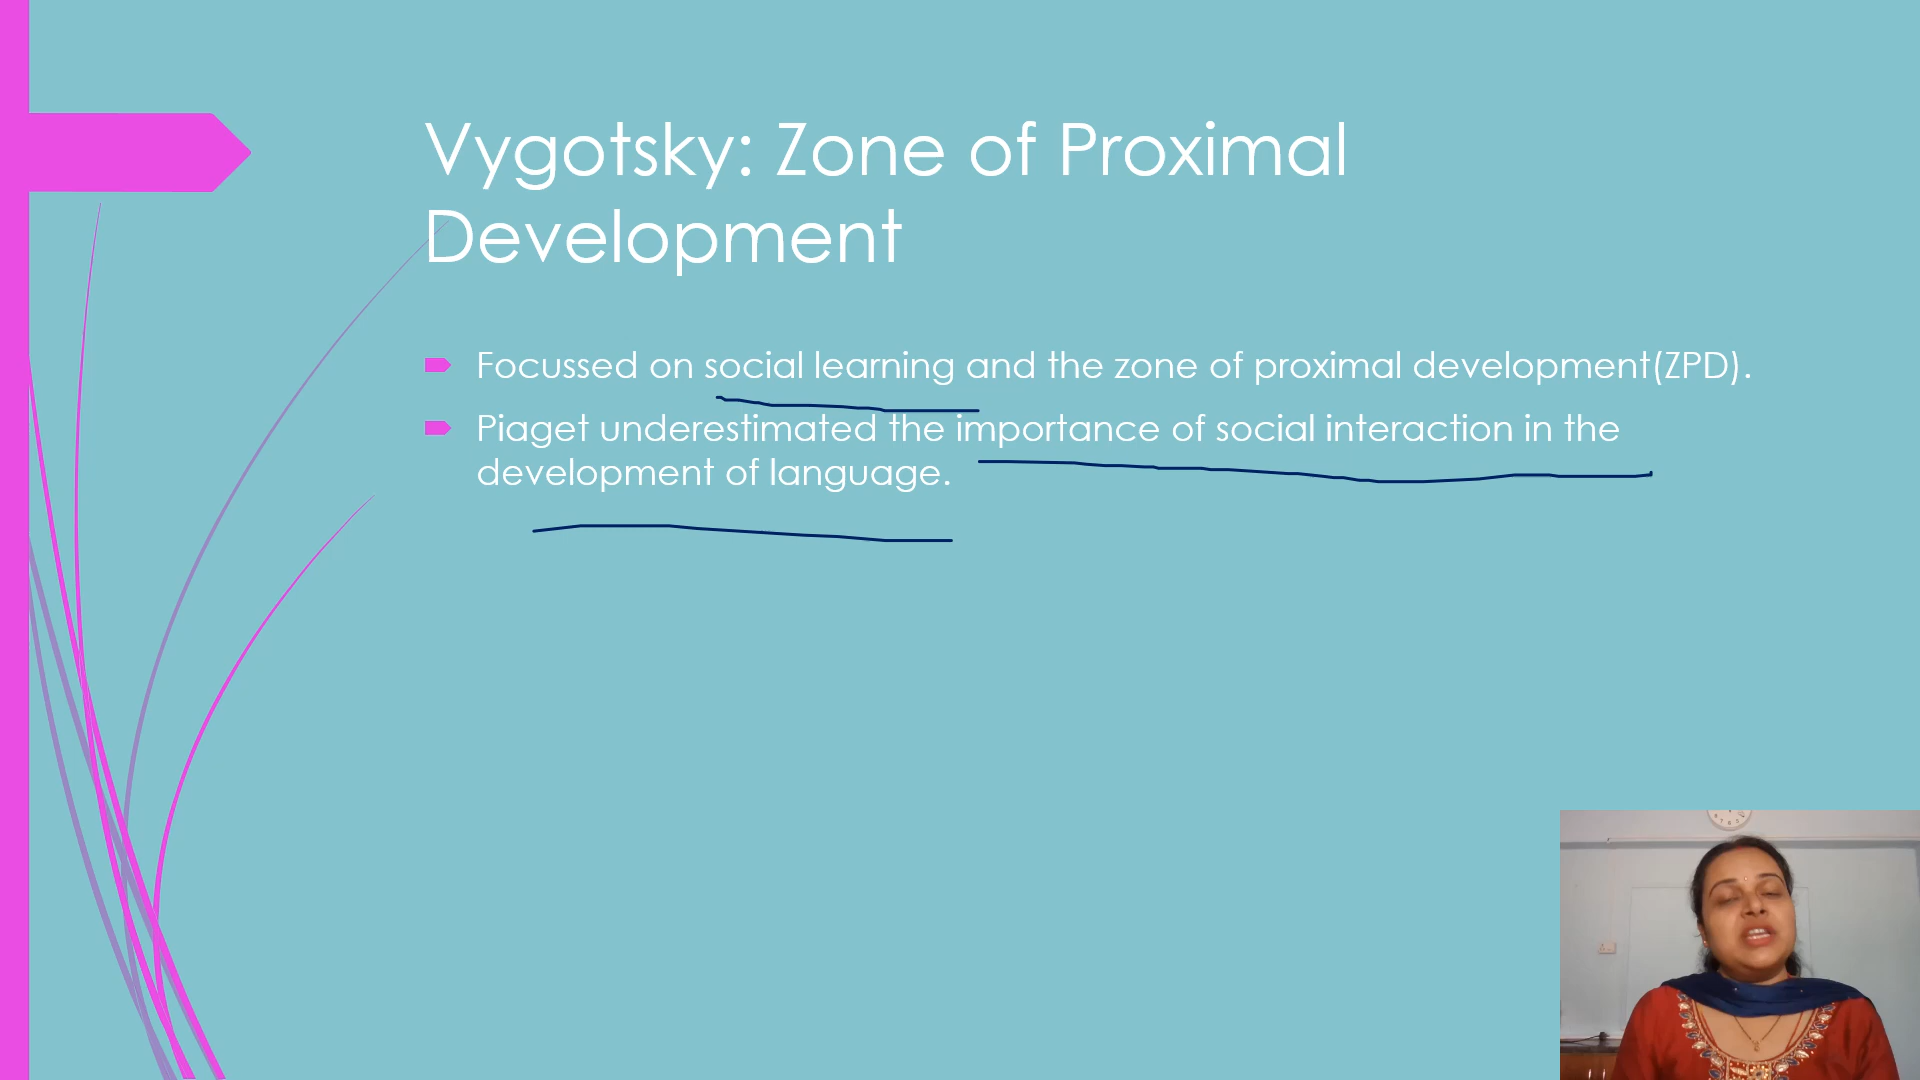 Vygotsky: Zone of Proximal
Development
Focussed on social learning and the zone of proximal development(ZPD).
Piaget underestimated the importance of social interaction in the
development of language.